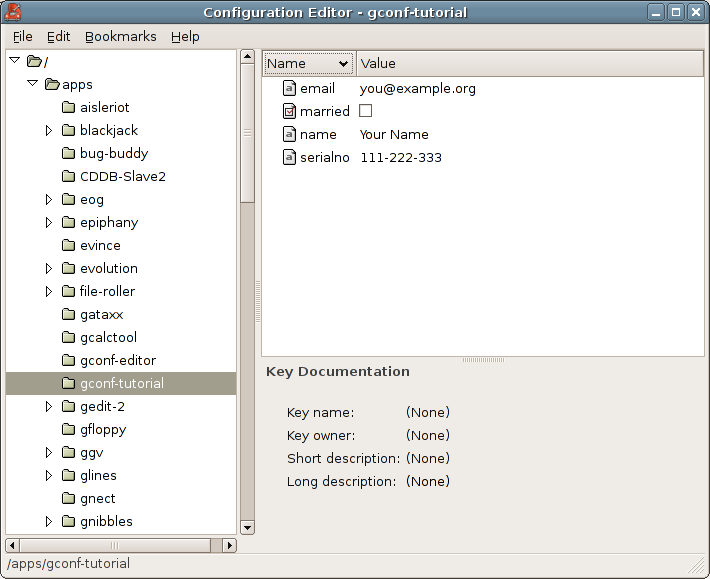 Configuration Editor - gconf-tutorial
File Edit Bookmarks Help
/
apps
aisleriot
blackjack
bug-buddy
CDDB-Slave2
eog
epiphany
evince
evolution
file-roller
gataxx
gcalctool
gconf-editor
gconf-tutorial
gedit-2
gfloppy
ggv
glines
gnect
gnibbles
Name Value
email you@example.org
married
name Your Name
serialno 111-222-333
Key Documentation
Key name: (None)
Key owner: (None)
Short description: (None)
Long description: (None)
/apps/gconf-tutorial